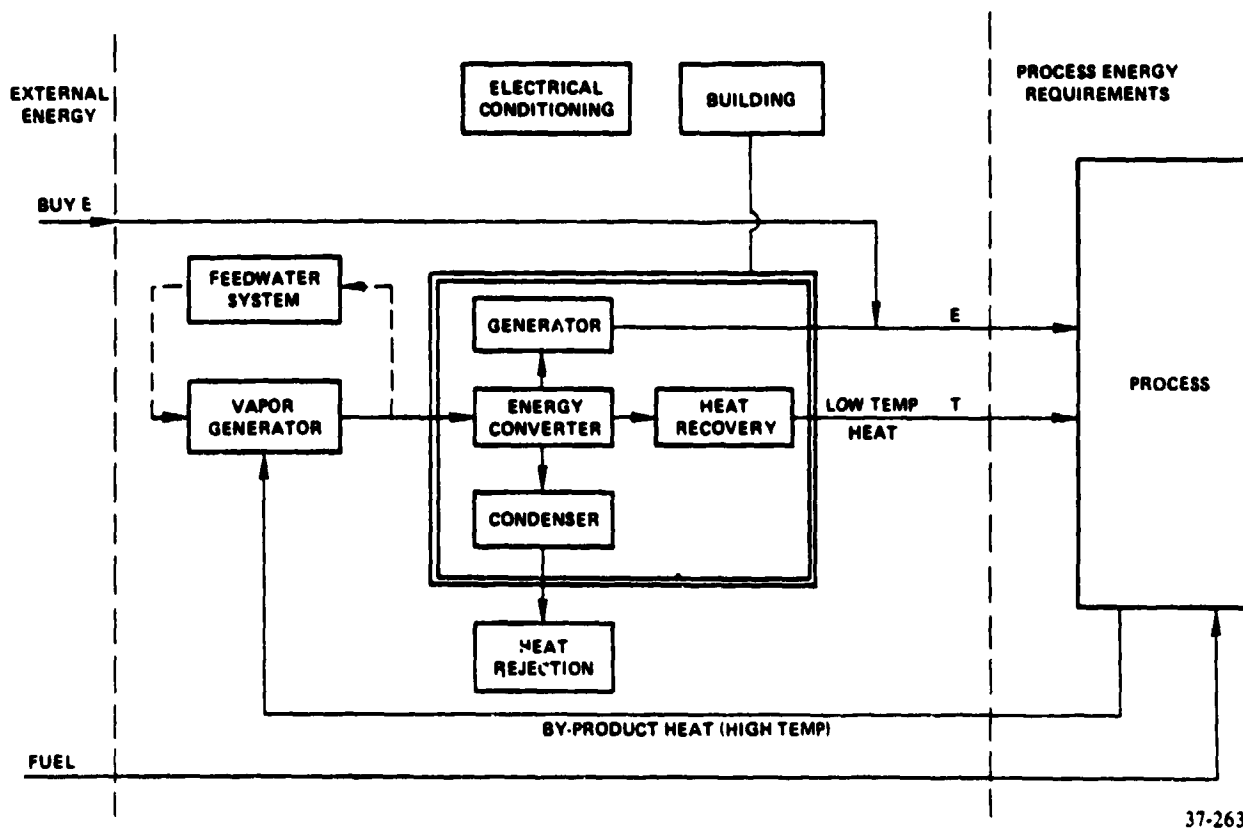 EXTERNAL
ENERGY
ELECTRICAL
CONDITIONING
BUILDING
PROCESS ENERGY
REQUIREMENTS
BUY E
FEEDWATER
SYSTEM
GENERATOR
E
VAPOR
GENERATOR
ENERGY
CONVERTER
HEAT
RECOVERY
LOW TEMP T
HEAT
PROCESS
CONDENSER
HEAT
REJECTION
BY-PRODUCT HEAT (HIGH TEMP)
FUEL
37-263